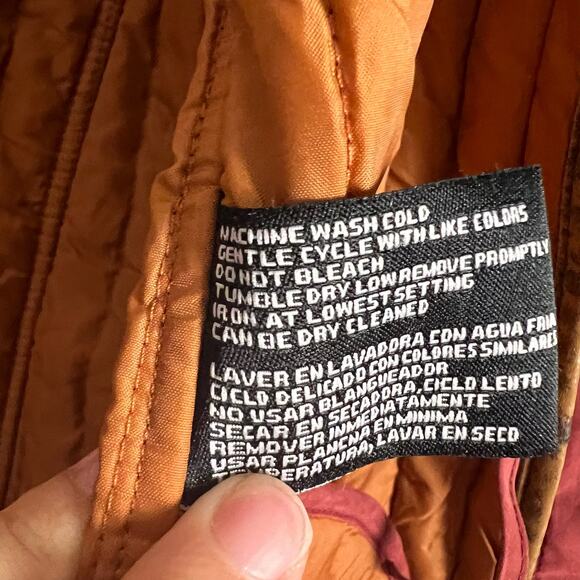 MACHINE WASH COLD
GENTLE CYCLE WITH LIKE COLORS
DO NOT BLEACH
TUMBLE DRY LOW REMOVE PROMPTLY
IRON AT LOWEST SETTING
CAN BE DRY CLEANED
LAVER EN LAVADORA CON AGUA FRIA
CICLO DELICADO CON COLORES SIMILARES
NO USAR BLANGUEADOR
SECAR EN SECADORA, CICLO LENTO
REMOVER INMEDIATAMENTE
USAR PLANCHA EN MINIMA
TEMPERATURA, LAVAR EN SECO